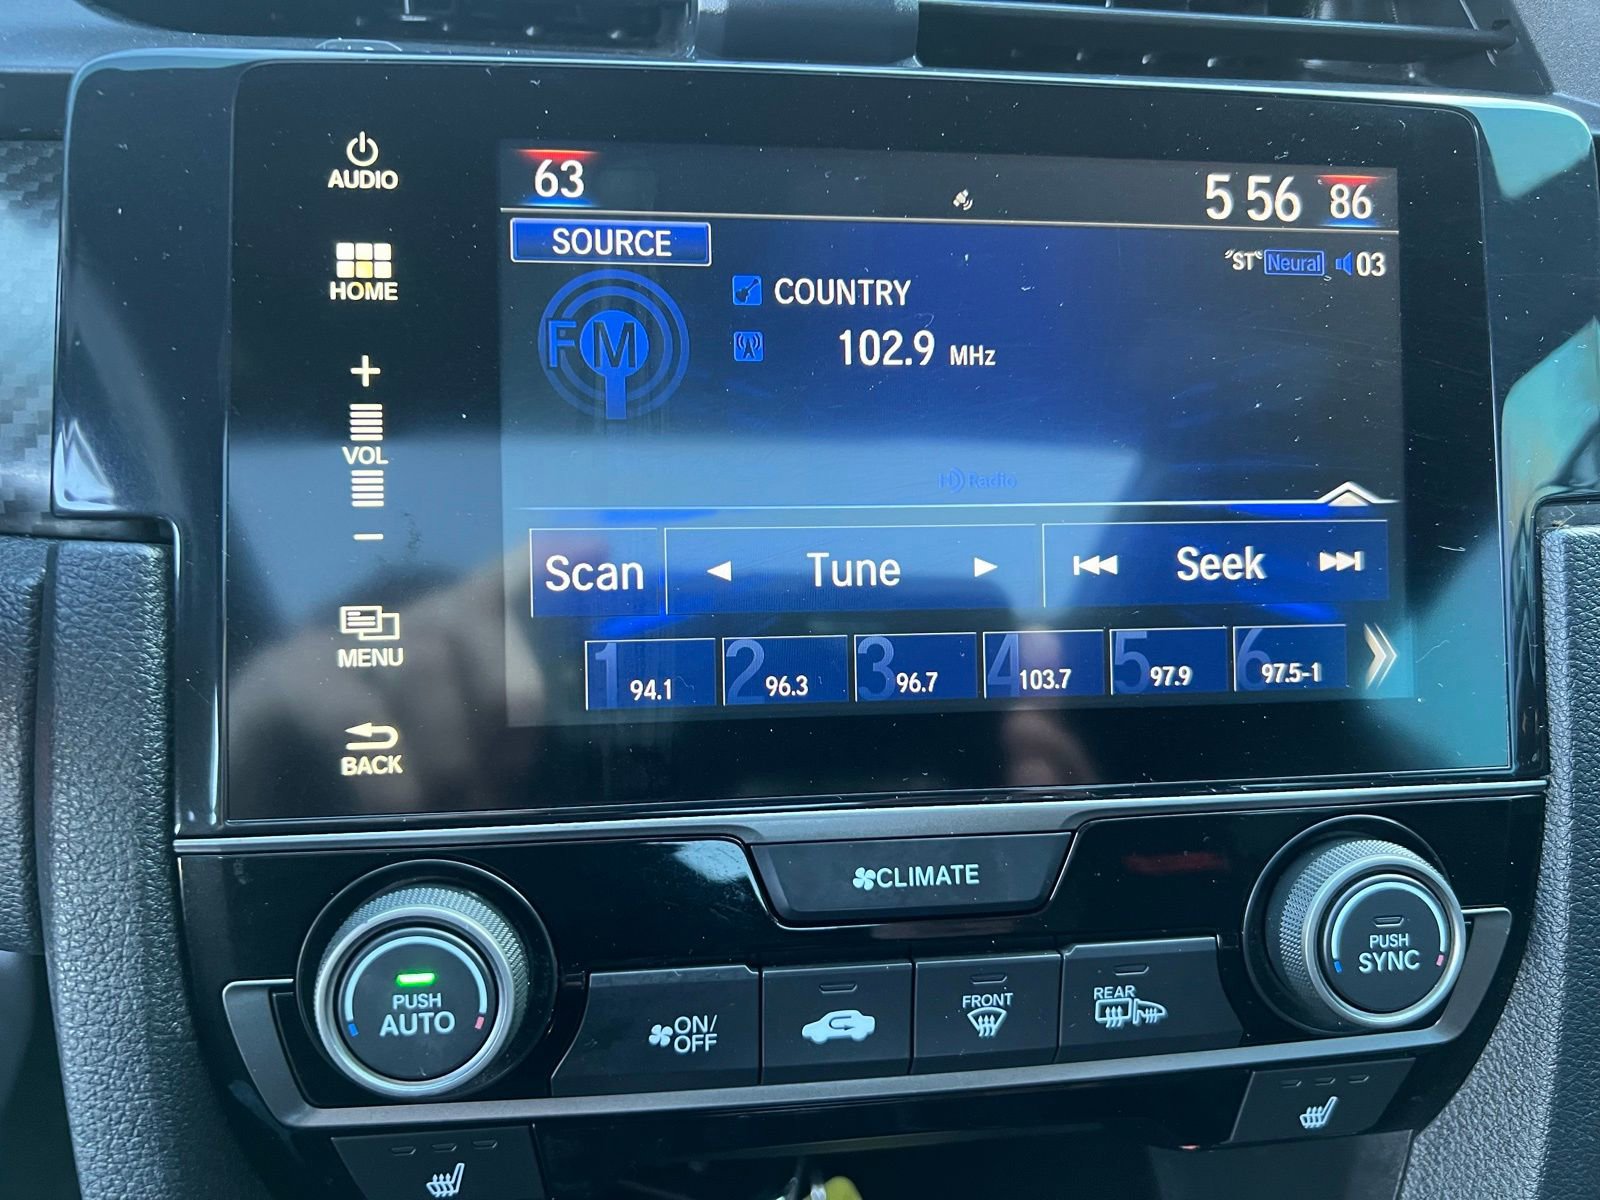 AUDIO
HOME
+
VOL
−
MENU
BACK
63
5 56 86
SOURCE
"ST" Neural 03
FM
COUNTRY
102.9 MHz
HD Radio
Scan
Tune
Seek
1 94.1
2 96.3
3 96.7
4 103.7
5 97.9
6 97.5-1
CLIMATE
PUSH
AUTO
ON/
OFF
FRONT
REAR
PUSH
SYNC